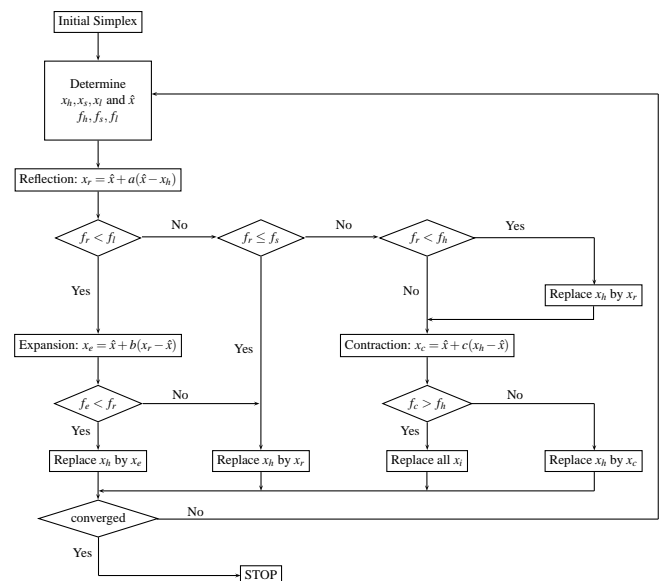 Initial Simplex
Determine
x_h, x_s, x_l and x̂
f_h, f_s, f_l
Reflection: x_r = x̂ + a(x̂ − x_h)
f_r < f_l
No
f_r ≤ f_s
No
f_r < f_h
Yes
Yes
No
Replace x_h by x_r
Expansion: x_e = x̂ + b(x_r − x̂)
Yes
Contraction: x_c = x̂ + c(x_h − x̂)
f_e < f_r
No
f_c > f_h
No
Yes
Yes
Replace x_h by x_e
Replace x_h by x_r
Replace all x_i
Replace x_h by x_c
converged
No
Yes
STOP